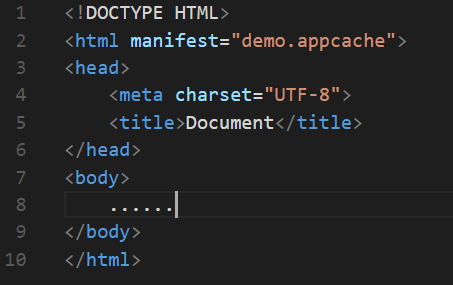 1 <!DOCTYPE HTML>
2 <html manifest="demo.appcache">
3 <head>
4     <meta charset="UTF-8">
5     <title>Document</title>
6 </head>
7 <body>
8     ......
9 </body>
10 </html>